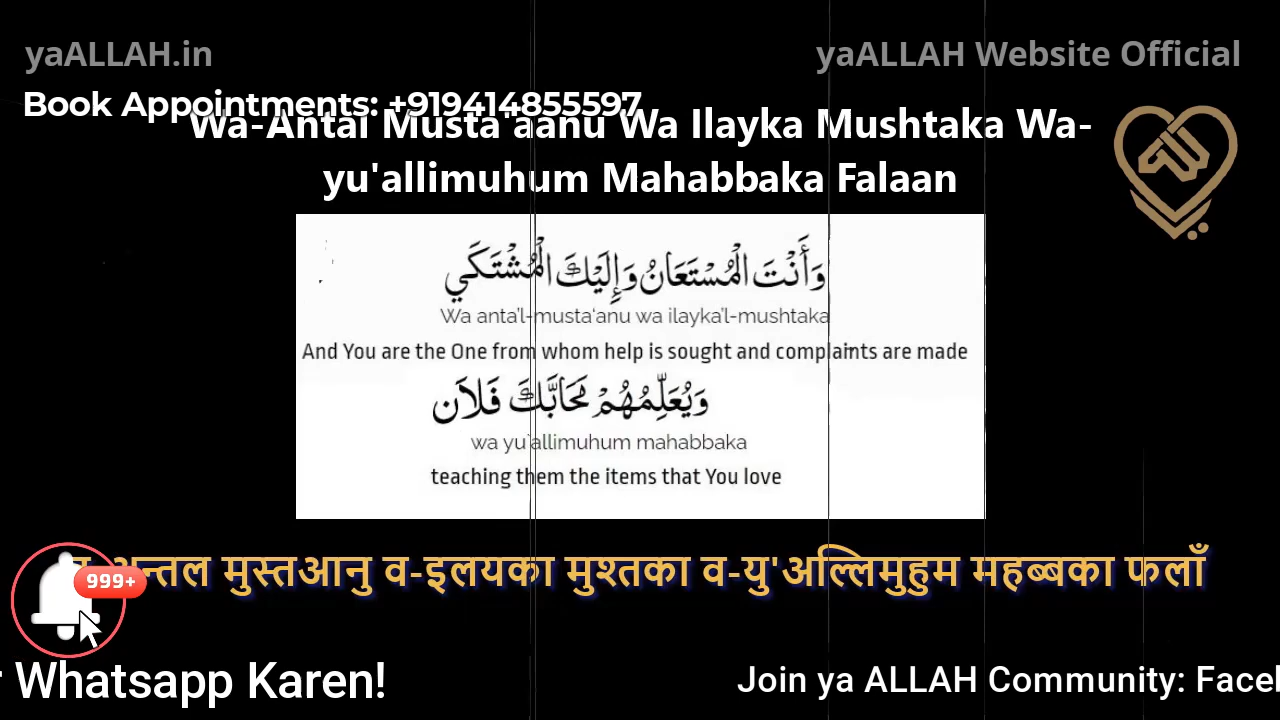 yaALLAH.in
yaALLAH Website Official
Book Appointments: +919414855597
Wa-Antal Musta'aanu Wa Ilayka Mushtaka Wa-
yu'allimuhum Mahabbaka Falaan
وَأَنْتَ الْمُسْتَعَانُ وَإِلَيْكَ الْمُشْتَكَي
Wa anta'l-musta'anu wa ilayka'l-mushtaka
And You are the One from whom help is sought and complaints are made
وَيُعَلِّمُهُمْ مَحَابَّكَ فَلاَن
wa yu'allimuhum mahabbaka
teaching them the items that You love
व-अन्तल मुस्तआनु व-इलयका मुश्तका व-यु'अल्लिमुहुम महब्बका फलाँ
999+
Whatsapp Karen!
Join ya ALLAH Community: